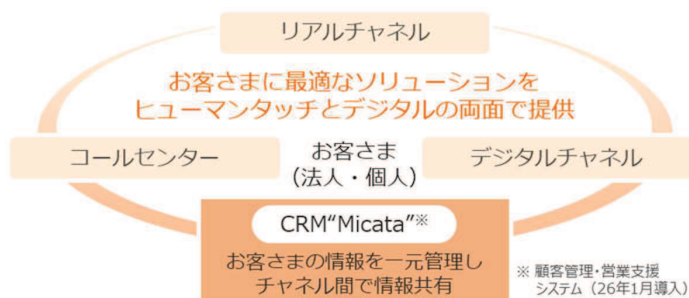 リアルチャネル
お客さまに最適なソリューションを
ヒューマンタッチとデジタルの両面で提供
コールセンター
お客さま
（法人・個人）
デジタルチャネル
CRM“Micata”※
お客さまの情報を一元管理し
チャネル間で情報共有
※ 顧客管理・営業支援
システム（26年1月導入）